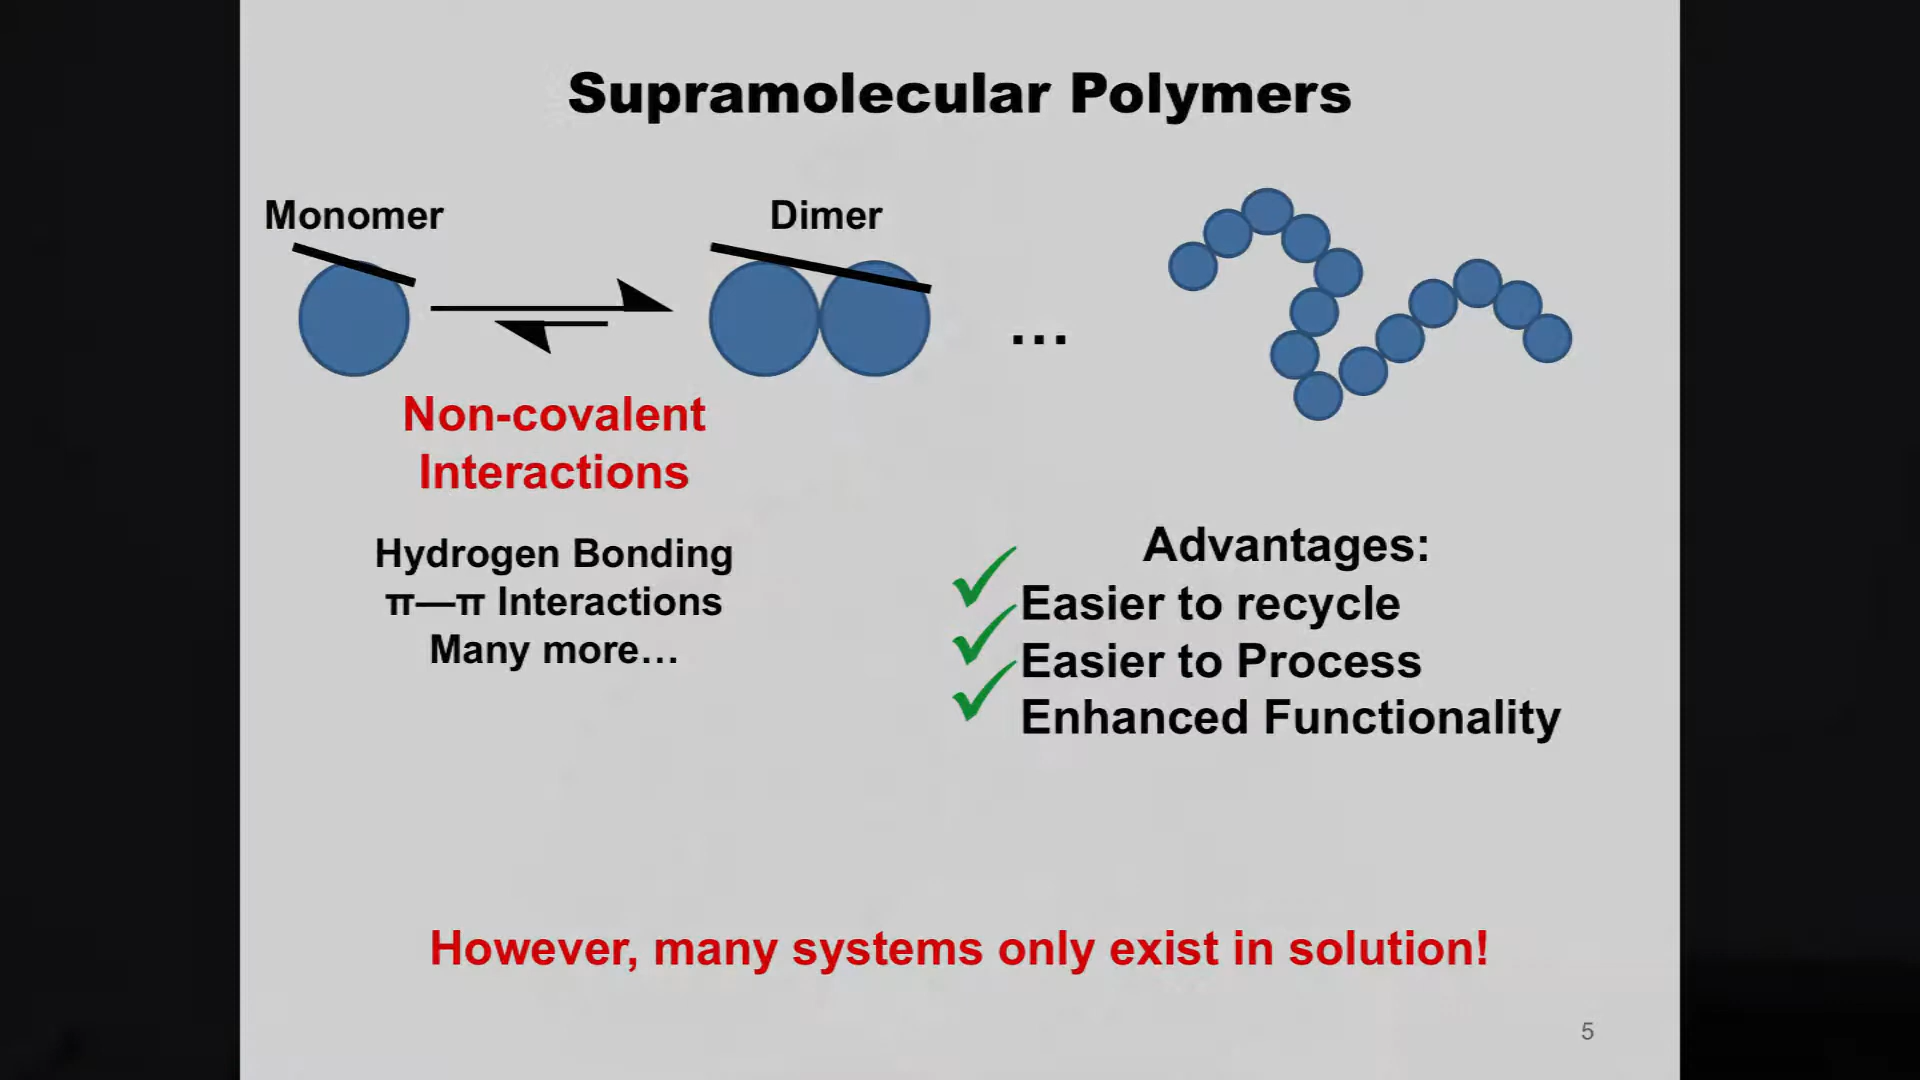 Supramolecular Polymers
Monomer
Dimer
...
Non-covalent
Interactions
Hydrogen Bonding
π—π Interactions
Many more…
Advantages:
Easier to recycle
Easier to Process
Enhanced Functionality
However, many systems only exist in solution!
5